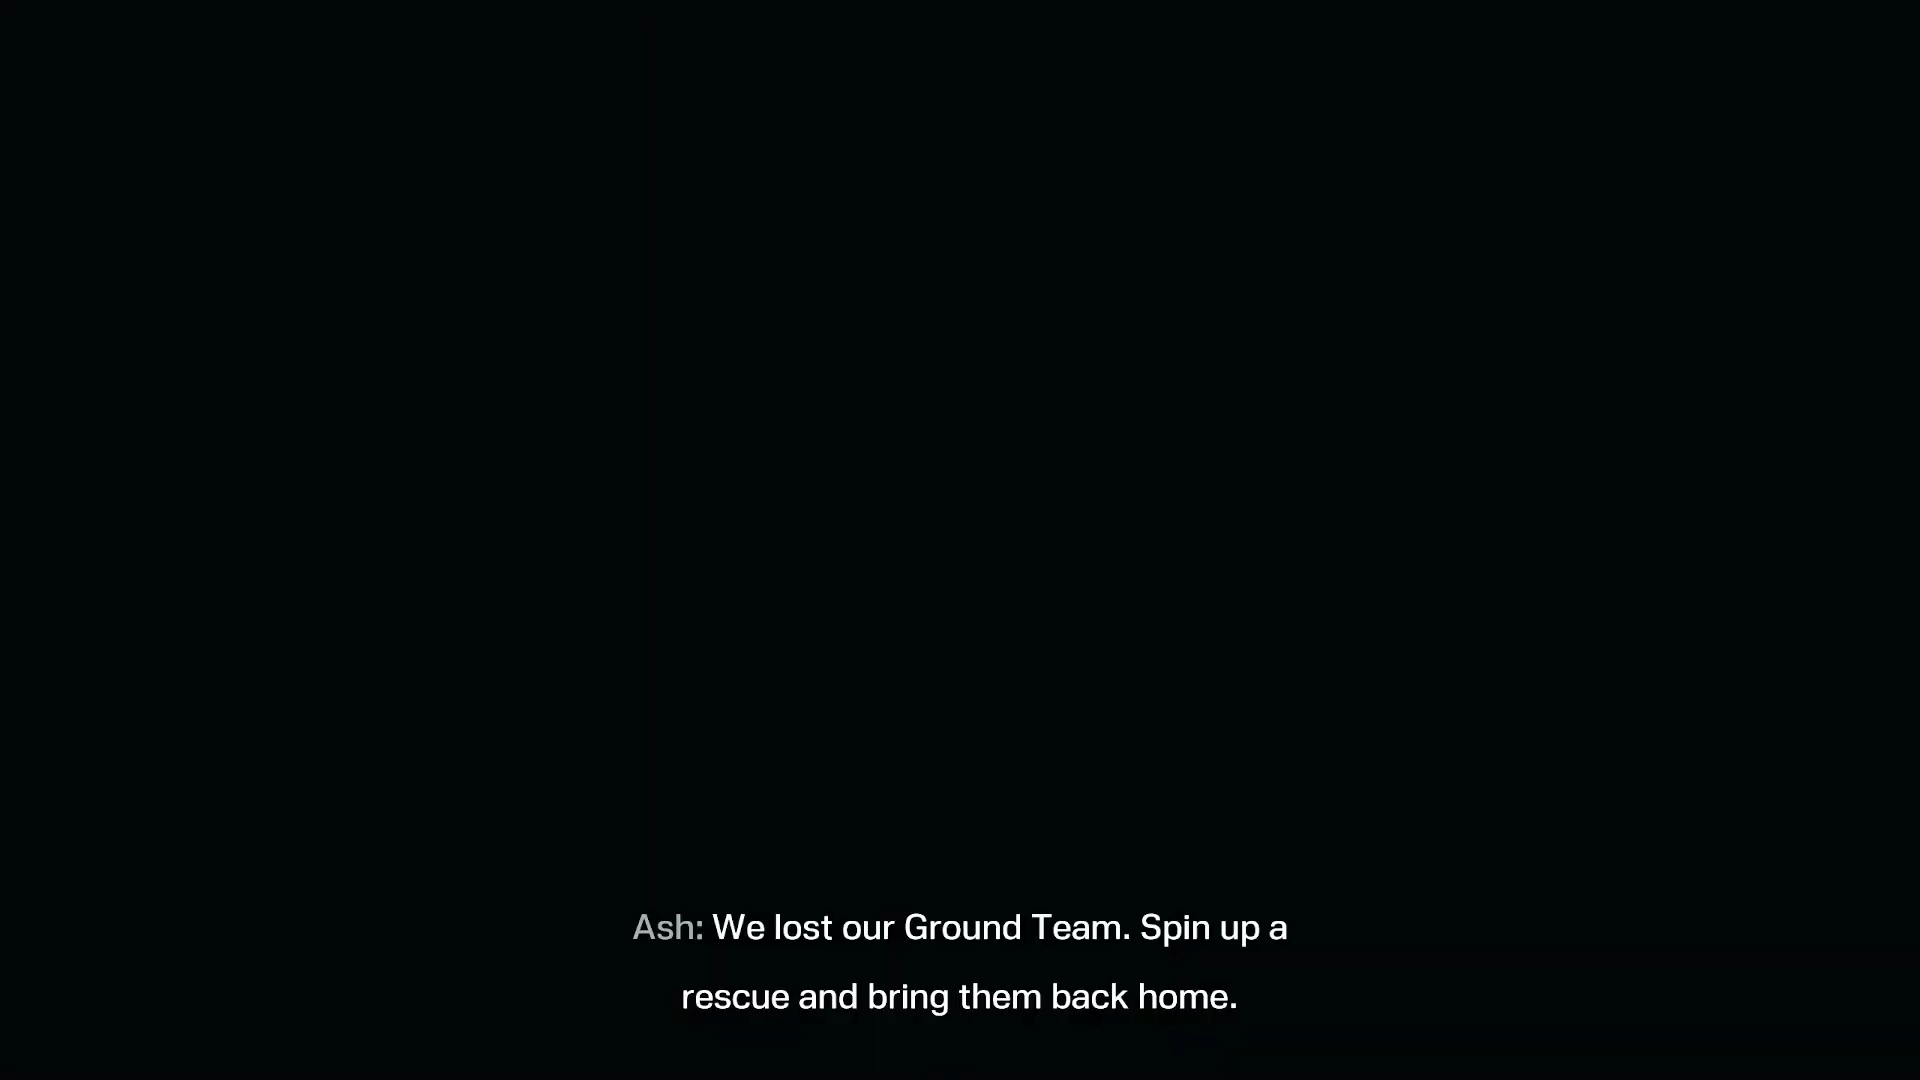 Ash: We lost our Ground Team. Spin up a
rescue and bring them back home.